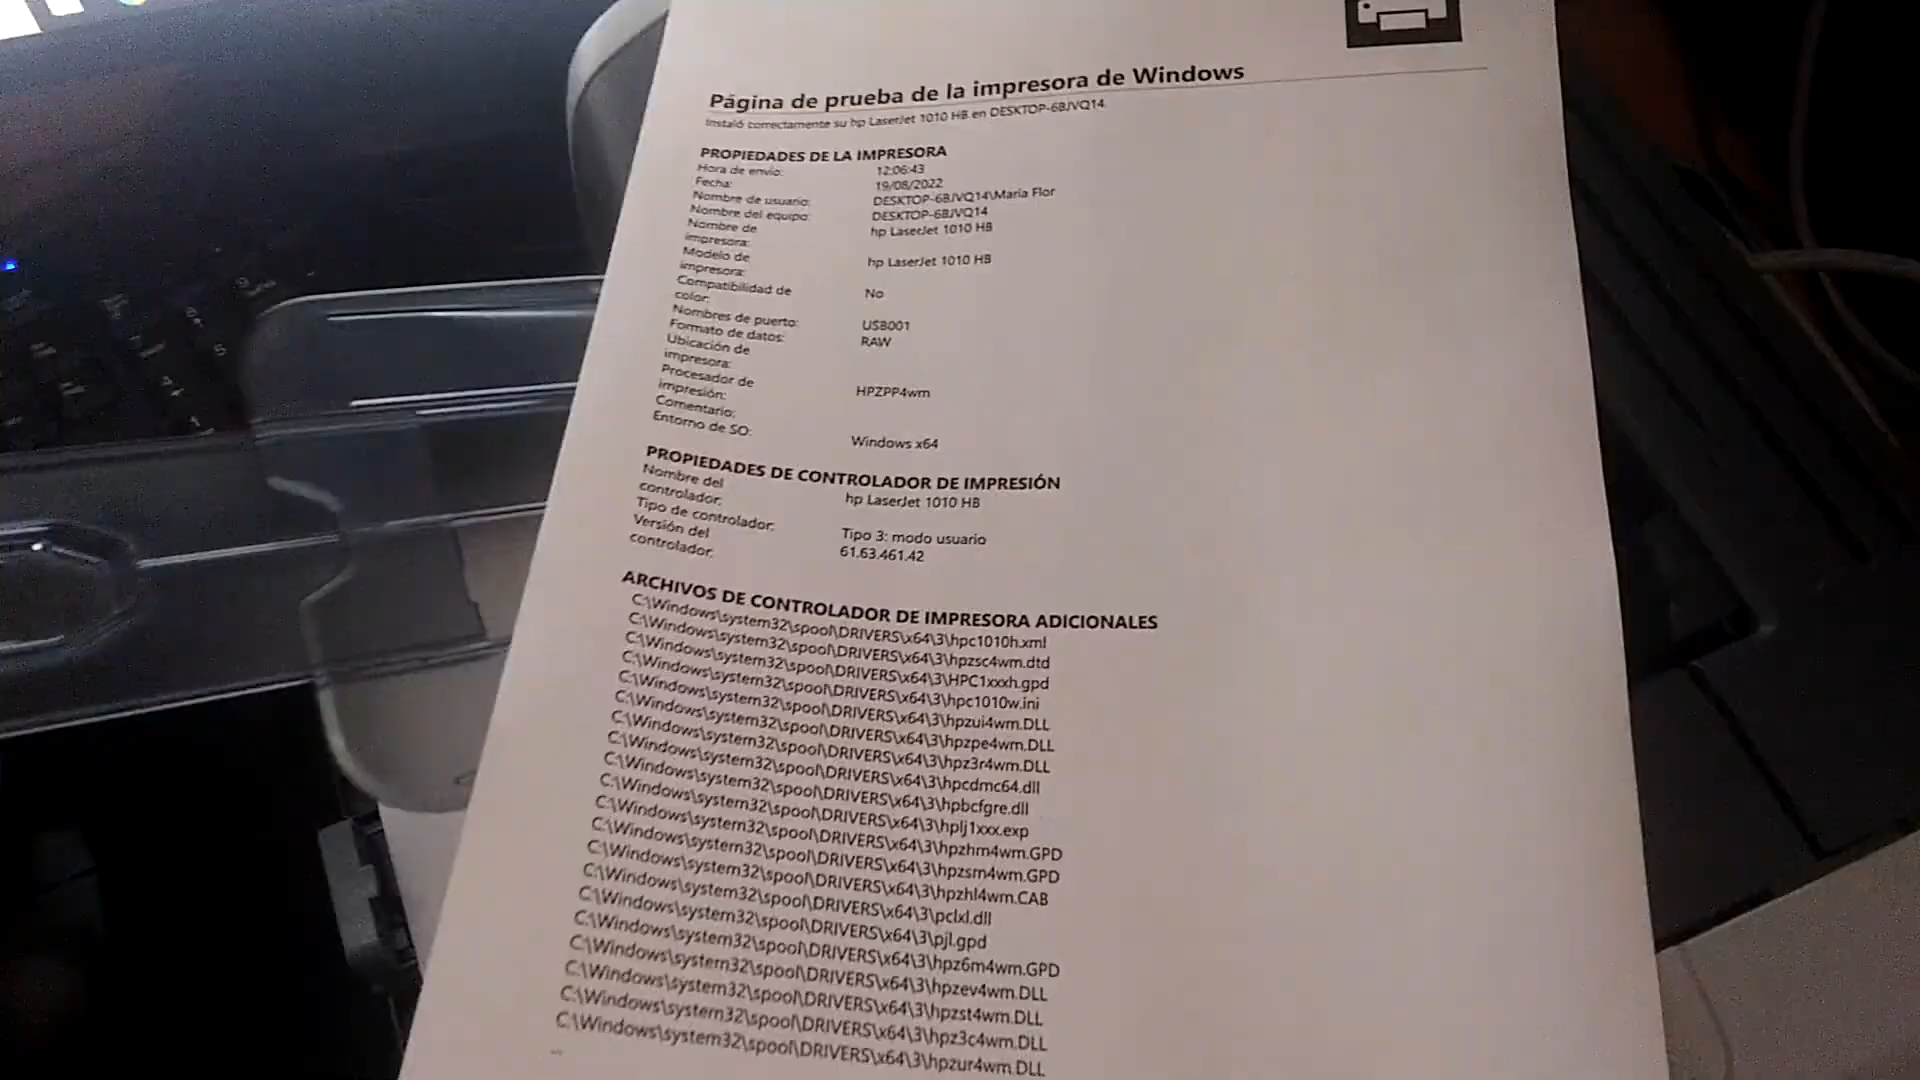 Página de prueba de la impresora de Windows
Instaló correctamente su hp LaserJet 1010 HB en DESKTOP-6BJVQ14.
PROPIEDADES DE LA IMPRESORA
Hora de envío: 12:06:43
Fecha: 19/08/2022
Nombre de usuario: DESKTOP-6BJVQ14\Maria Flor
Nombre del equipo: DESKTOP-6BJVQ14
Nombre de hp LaserJet 1010 HB
impresora:
Modelo de hp LaserJet 1010 HB
impresora:
Compatibilidad de No
color:
Nombres de puerto: USB001
Formato de datos: RAW
Ubicación de
impresora:
Procesador de HPZPP4wm
impresión:
Comentario:
Entorno de SO: Windows x64
PROPIEDADES DE CONTROLADOR DE IMPRESIÓN
Nombre del hp LaserJet 1010 HB
controlador:
Tipo de controlador: Tipo 3: modo usuario
Versión del 61.63.461.42
controlador:
ARCHIVOS DE CONTROLADOR DE IMPRESORA ADICIONALES
C:\Windows\system32\spool\DRIVERS\x64\3\hpc1010h.xml
C:\Windows\system32\spool\DRIVERS\x64\3\hpzsc4wm.dtd
C:\Windows\system32\spool\DRIVERS\x64\3\HPC1xxxh.gpd
C:\Windows\system32\spool\DRIVERS\x64\3\hpc1010w.ini
C:\Windows\system32\spool\DRIVERS\x64\3\hpzui4wm.DLL
C:\Windows\system32\spool\DRIVERS\x64\3\hpzpe4wm.DLL
C:\Windows\system32\spool\DRIVERS\x64\3\hpz3r4wm.DLL
C:\Windows\system32\spool\DRIVERS\x64\3\hpcdmc64.dll
C:\Windows\system32\spool\DRIVERS\x64\3\hpbcfgre.dll
C:\Windows\system32\spool\DRIVERS\x64\3\hplj1xxx.exp
C:\Windows\system32\spool\DRIVERS\x64\3\hpzhm4wm.GPD
C:\Windows\system32\spool\DRIVERS\x64\3\hpzsm4wm.GPD
C:\Windows\system32\spool\DRIVERS\x64\3\hpzhl4wm.CAB
C:\Windows\system32\spool\DRIVERS\x64\3\pclxl.dll
C:\Windows\system32\spool\DRIVERS\x64\3\pjl.gpd
C:\Windows\system32\spool\DRIVERS\x64\3\hpz6m4wm.GPD
C:\Windows\system32\spool\DRIVERS\x64\3\hpzev4wm.DLL
C:\Windows\system32\spool\DRIVERS\x64\3\hpzst4wm.DLL
C:\Windows\system32\spool\DRIVERS\x64\3\hpz3c4wm.DLL
C:\Windows\system32\spool\DRIVERS\x64\3\hpzur4wm.DLL